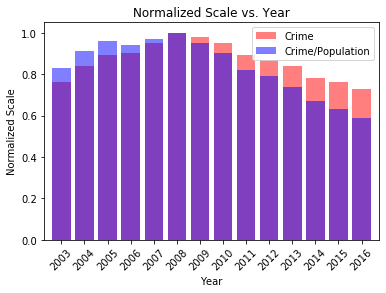 Normalized Scale vs. Year
Crime
Crime/Population
Normalized Scale
1.0
0.8
0.6
0.4
0.2
0.0
2003 2004 2005 2006 2007 2008 2009 2010 2011 2012 2013 2014 2015 2016
Year